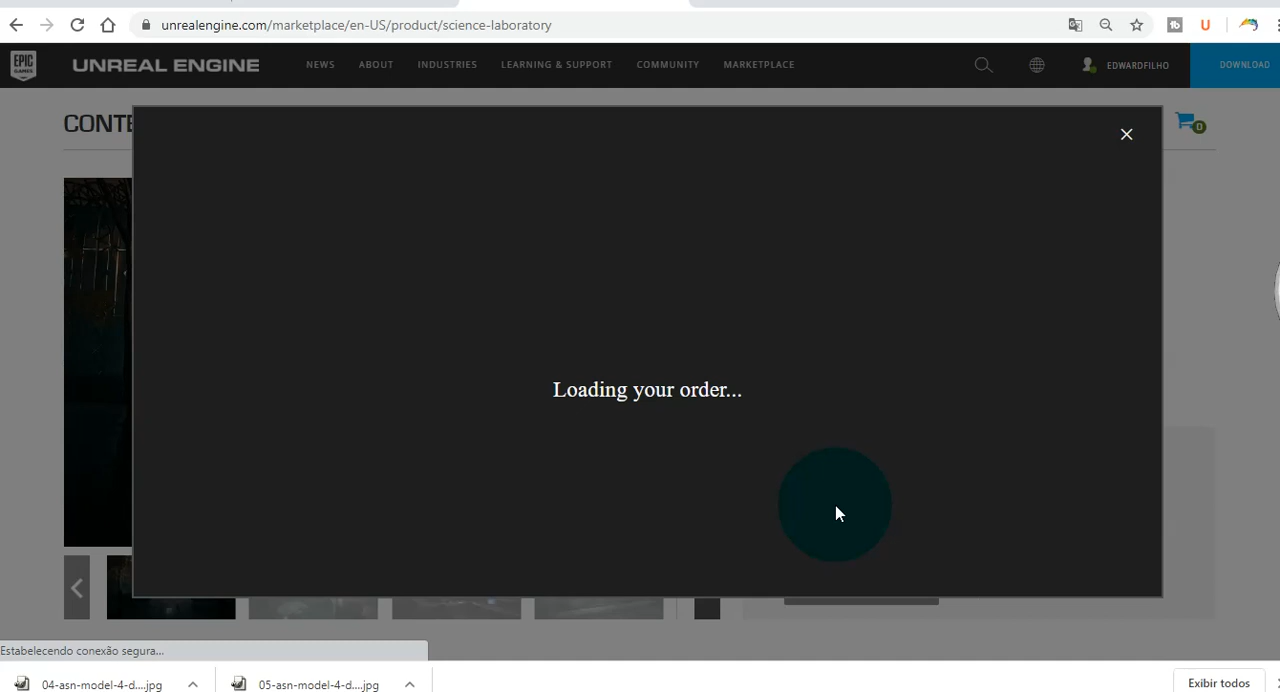 unrealengine.com/marketplace/en-US/product/science-laboratory
EPIC GAMES
UNREAL ENGINE
NEWS
ABOUT
INDUSTRIES
LEARNING & SUPPORT
COMMUNITY
MARKETPLACE
EDWARDFILHO
DOWNLOAD
CONTE
0
Loading your order...
Estabelecendo conexão segura...
04-asn-model-4-d....jpg
05-asn-model-4-d....jpg
Exibir todos